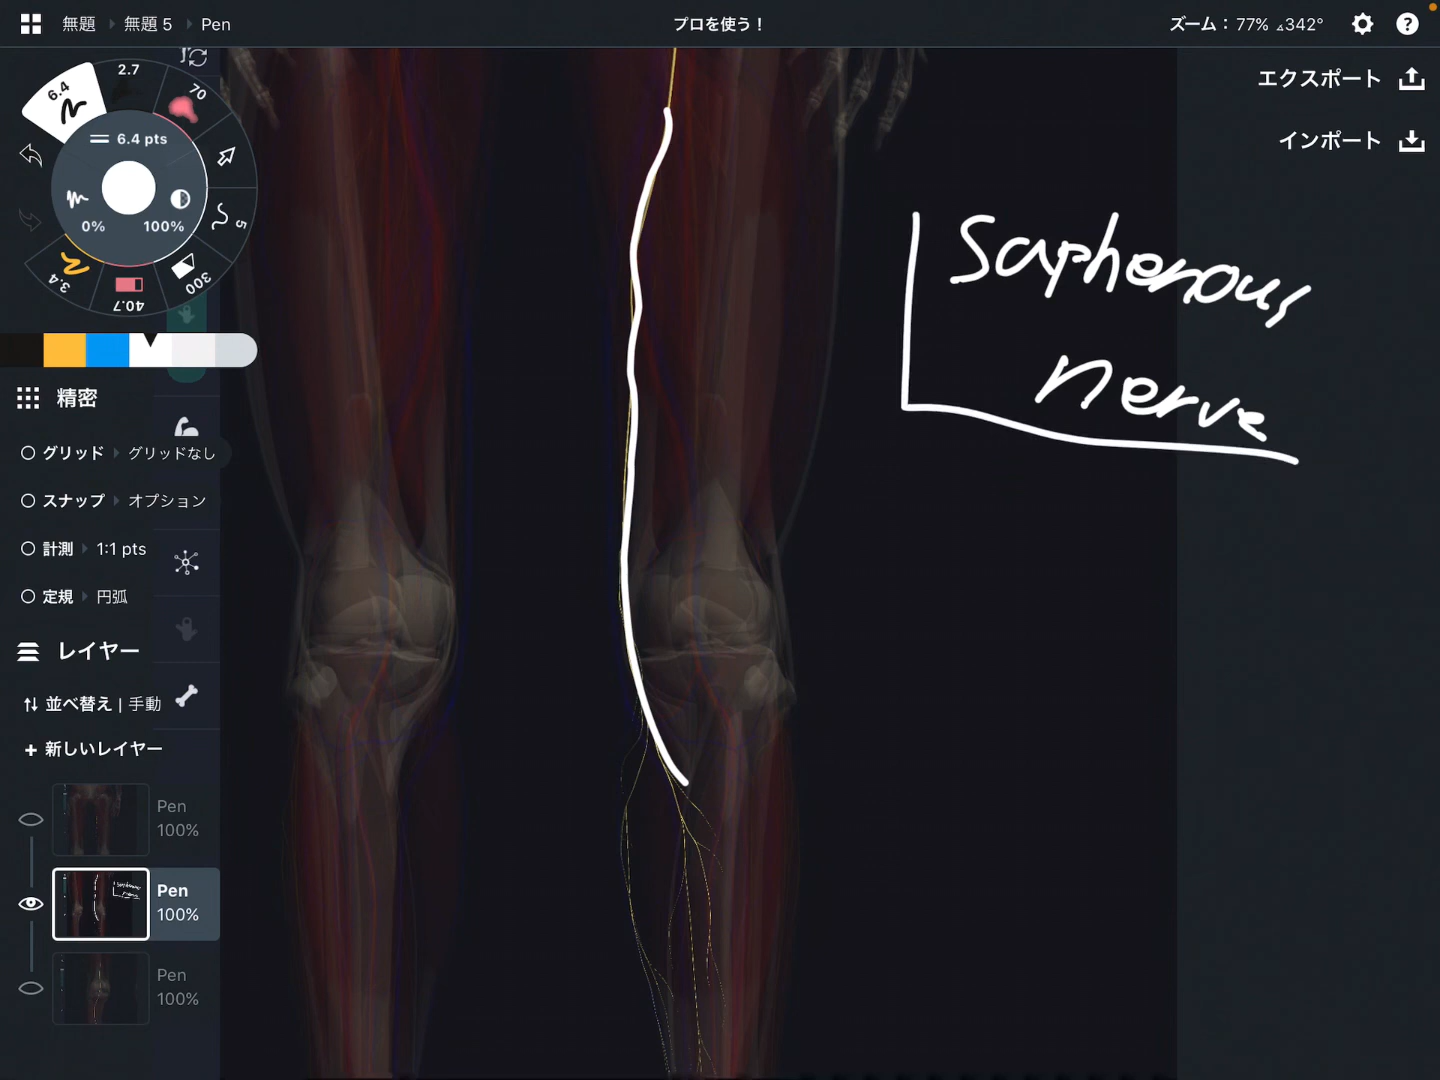 無題 無題 5 Pen
プロを使う！
ズーム： 77% ⦞342°
エクスポート
インポート
6.4
2.7
70
5
300
40.7
3.4
6.4 pts
0% 100%
Saphenous
nerve
精密
グリッド グリッドなし
スナップ オプション
計測 1:1 pts
定規 円弧
レイヤー
並べ替え | 手動
+ 新しいレイヤー
Pen
100%
Pen
100%
Pen
100%